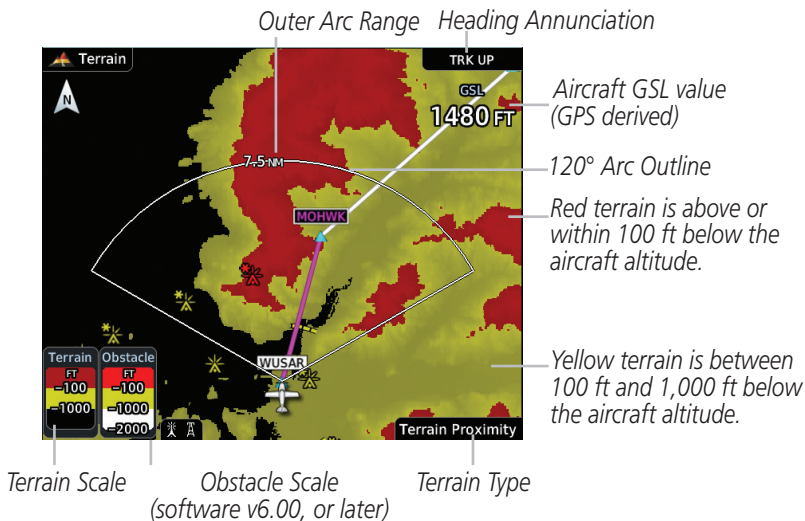 Outer Arc Range
Heading Annunciation
Terrain
TRK UP
N
GSL
1480 FT
Aircraft GSL value
(GPS derived)
7.5 NM
120° Arc Outline
MOHWK
Red terrain is above or
within 100 ft below the
aircraft altitude.
WUSAR
Terrain
FT
-100
-1000
Obstacle
FT
-100
-1000
-2000
Yellow terrain is between
100 ft and 1,000 ft below
the aircraft altitude.
Terrain Proximity
Terrain Scale
Obstacle Scale
(software v6.00, or later)
Terrain Type